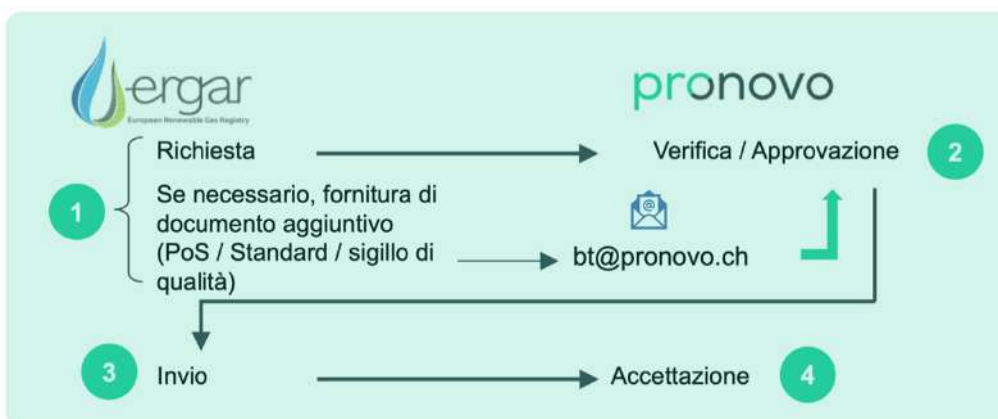 ergar
European Renewable Gas Registry
pronovo
Richiesta
Verifica / Approvazione
2
1
Se necessario, fornitura di
documento aggiuntivo
(PoS / Standard / sigillo di
qualità)
@
bt@pronovo.ch
3
Invio
Accettazione
4